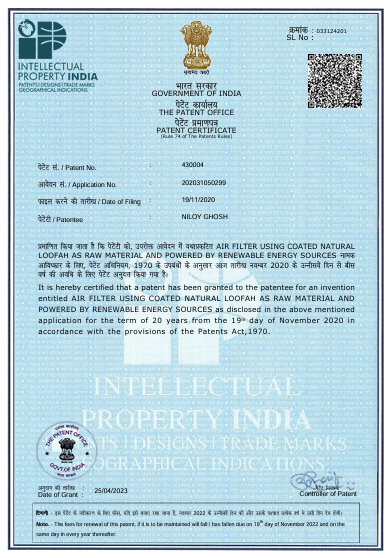 क्रमांक : 033124201
SL No :
INTELLECTUAL
PROPERTY INDIA
PATENTS | DESIGNS | TRADE MARKS
GEOGRAPHICAL INDICATIONS
सत्यमेव जयते
भारत सरकार
GOVERNMENT OF INDIA
पेटेंट कार्यालय
THE PATENT OFFICE
पेटेंट प्रमाणपत्र
PATENT CERTIFICATE
(Rule 74 of The Patents Rules)
पेटेंट सं. / Patent No. : 430004
आवेदन सं. / Application No. : 202031050299
फाइल करने की तारीख / Date of Filing : 19/11/2020
पेटेंटी / Patentee : NILOY GHOSH
प्रमाणित किया जाता है कि पेटेंटी को, उपरोक्त आवेदन में यथाप्रकटित AIR FILTER USING COATED NATURAL
LOOFAH AS RAW MATERIAL AND POWERED BY RENEWABLE ENERGY SOURCES नामक
आविष्कार के लिए, पेटेंट अधिनियम, 1970 के उपबंधों के अनुसार आज तारीख नवम्बर 2020 के उन्नीसवें दिन से बीस
वर्ष की अवधि के लिए पेटेंट अनुदत्त किया गया है।
It is hereby certified that a patent has been granted to the patentee for an invention
entitled AIR FILTER USING COATED NATURAL LOOFAH AS RAW MATERIAL AND
POWERED BY RENEWABLE ENERGY SOURCES as disclosed in the above mentioned
application for the term of 20 years from the 19th day of November 2020 in
accordance with the provisions of the Patents Act,1970.
INTELLECTUAL
PROPERTY INDIA
PATENTS | DESIGNS | TRADE MARKS
GEOGRAPHICAL INDICATIONS
THE PATENT OFFICE
GOVT. OF INDIA
अनुदान की तारीख
Date of Grant : 25/04/2023
पेटेंट नियंत्रक
Controller of Patent
टिप्पणी - इस पेटेंट के नवीकरण के लिए फीस, यदि इसे बनाए रखा जाना है, नवम्बर 2022 के उन्नीसवें दिन को और उसके पश्चात प्रत्येक वर्ष में उसी दिन देय होगी।
Note. - The fees for renewal of this patent, if it is to be maintained will fall / has fallen due on 19th day of November 2022 and on the
same day in every year thereafter.